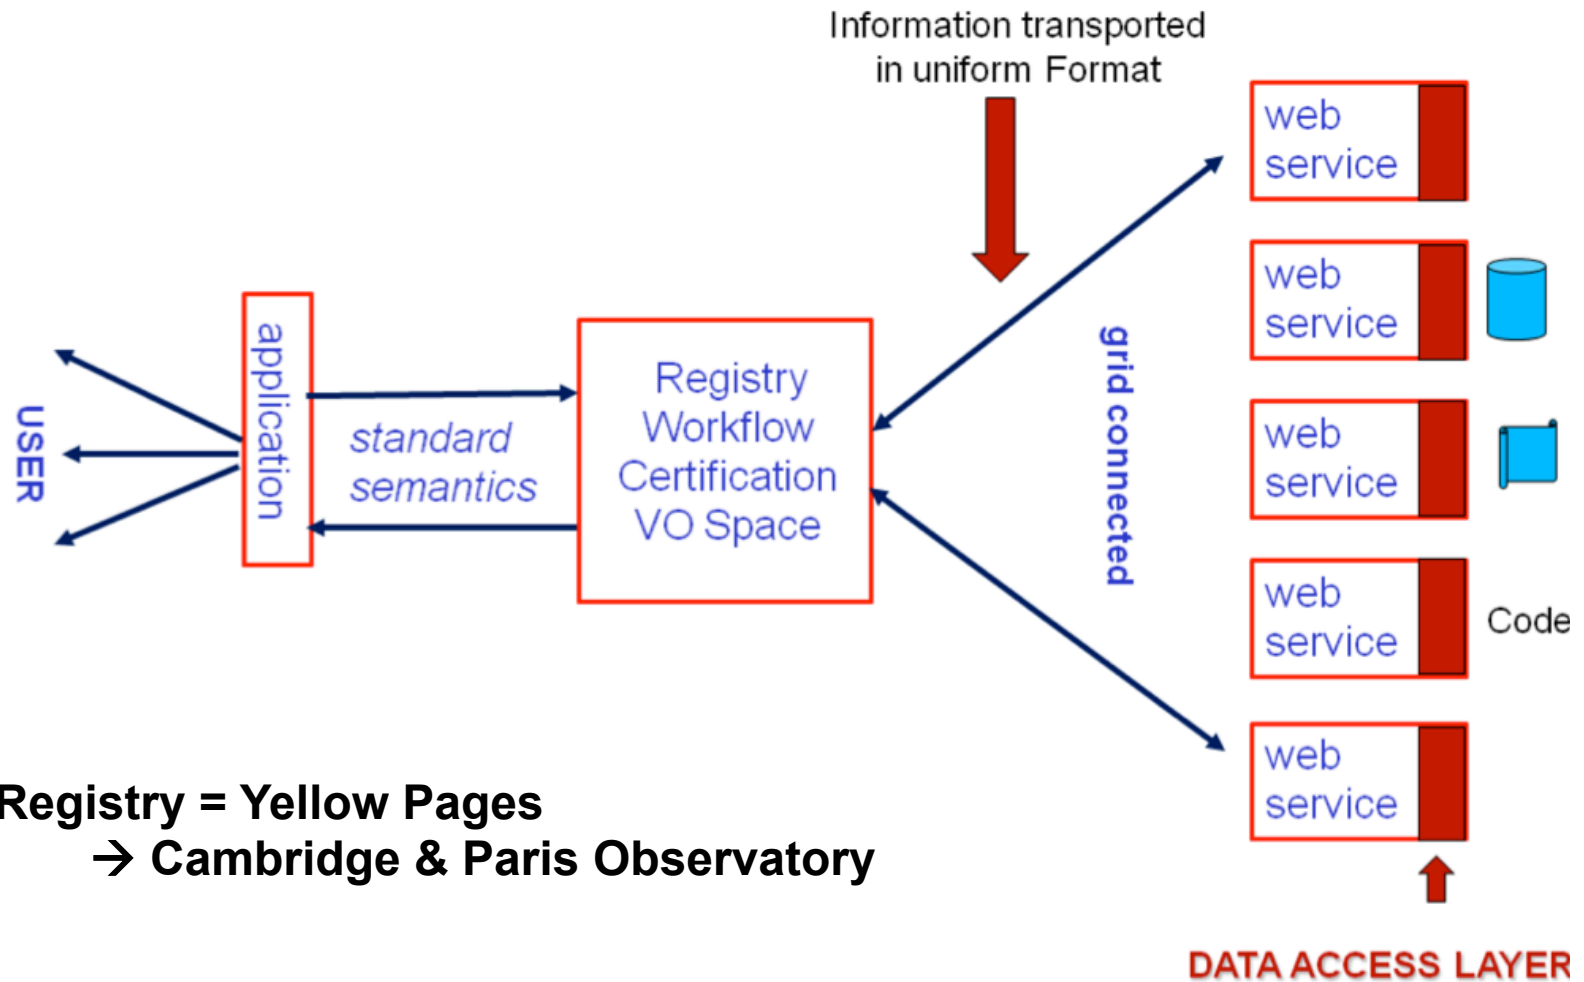 Information transported
in uniform Format
web
service
web
service
web
service
web
service
Code
web
service
grid connected
Registry
Workflow
Certification
VO Space
standard
semantics
application
USER
Registry = Yellow Pages
→ Cambridge & Paris Observatory
DATA ACCESS LAYER